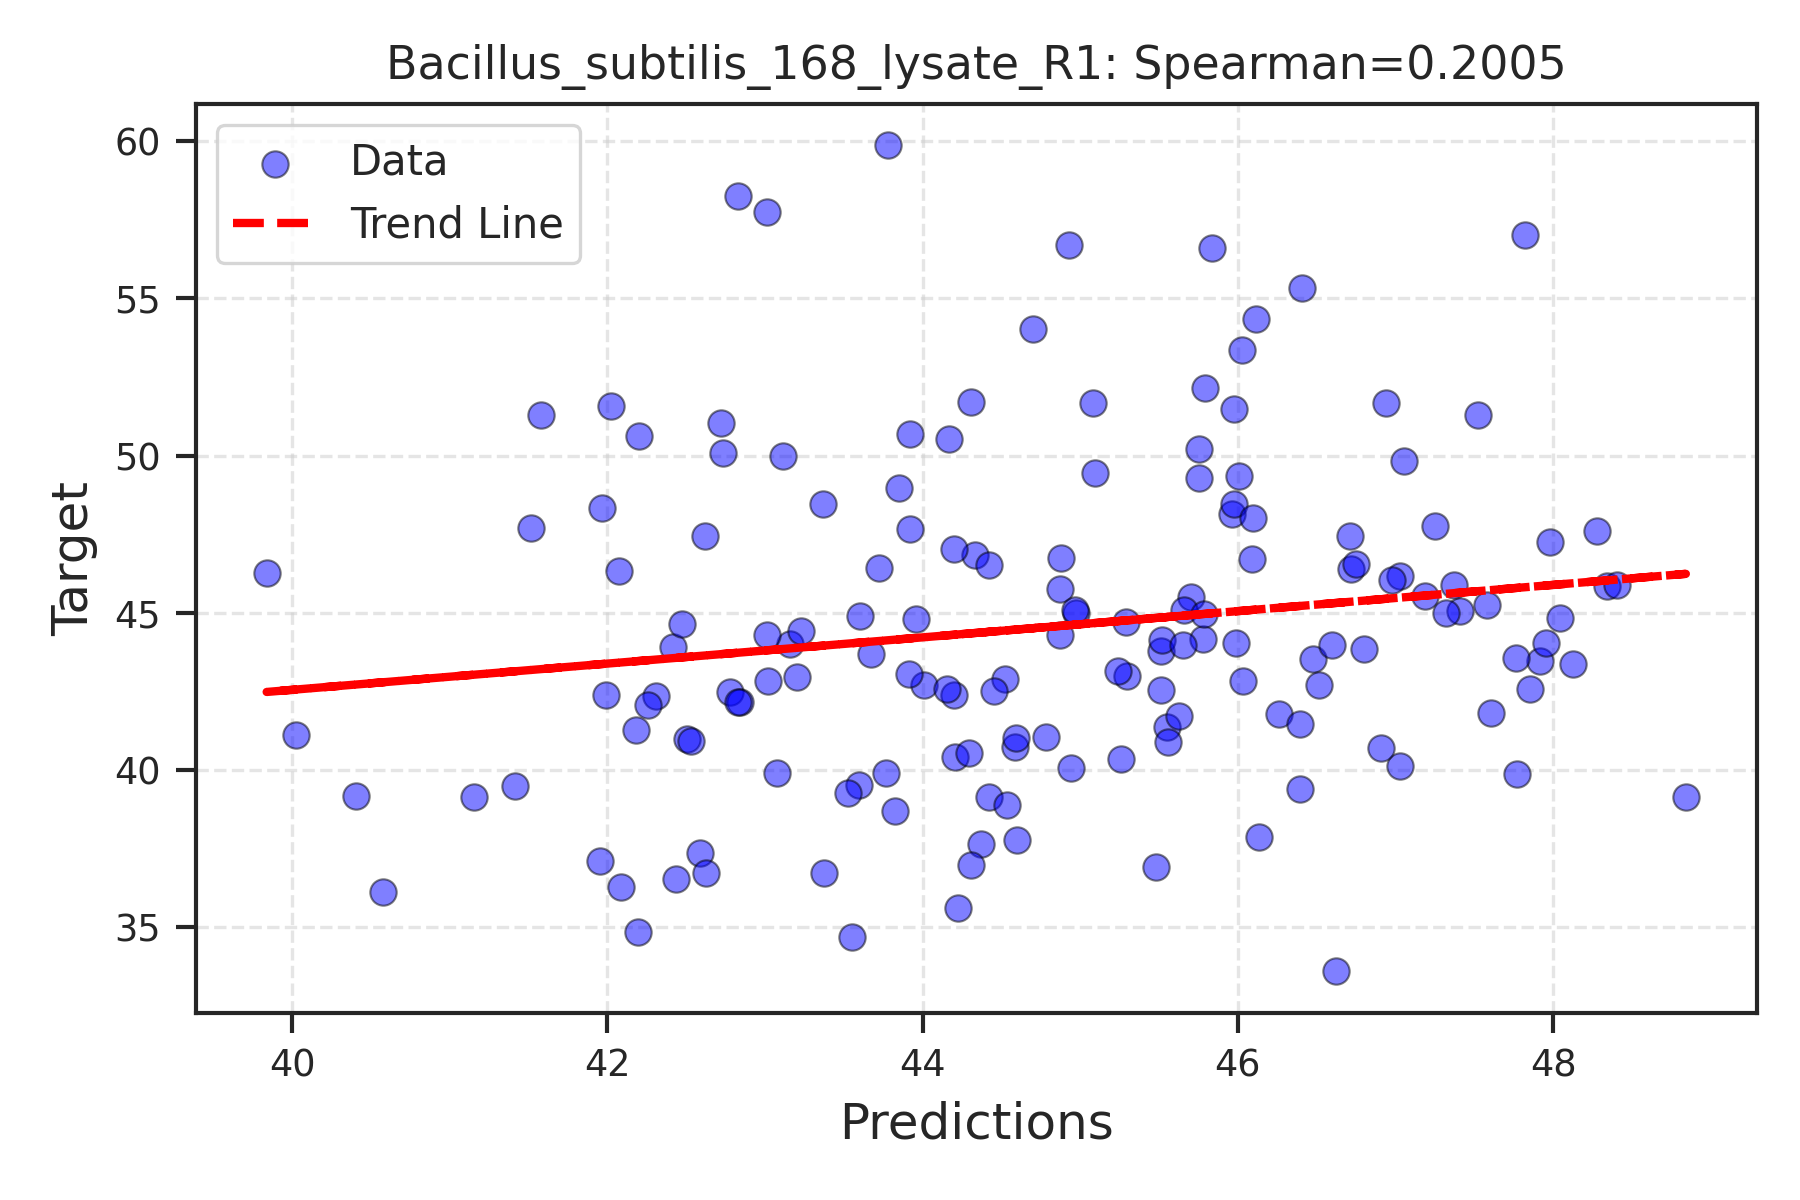 Bacillus_subtilis_168_lysate_R1: Spearman=0.2005
Data
Trend Line
60
55
50
45
40
35
Target
40 42 44 46 48
Predictions